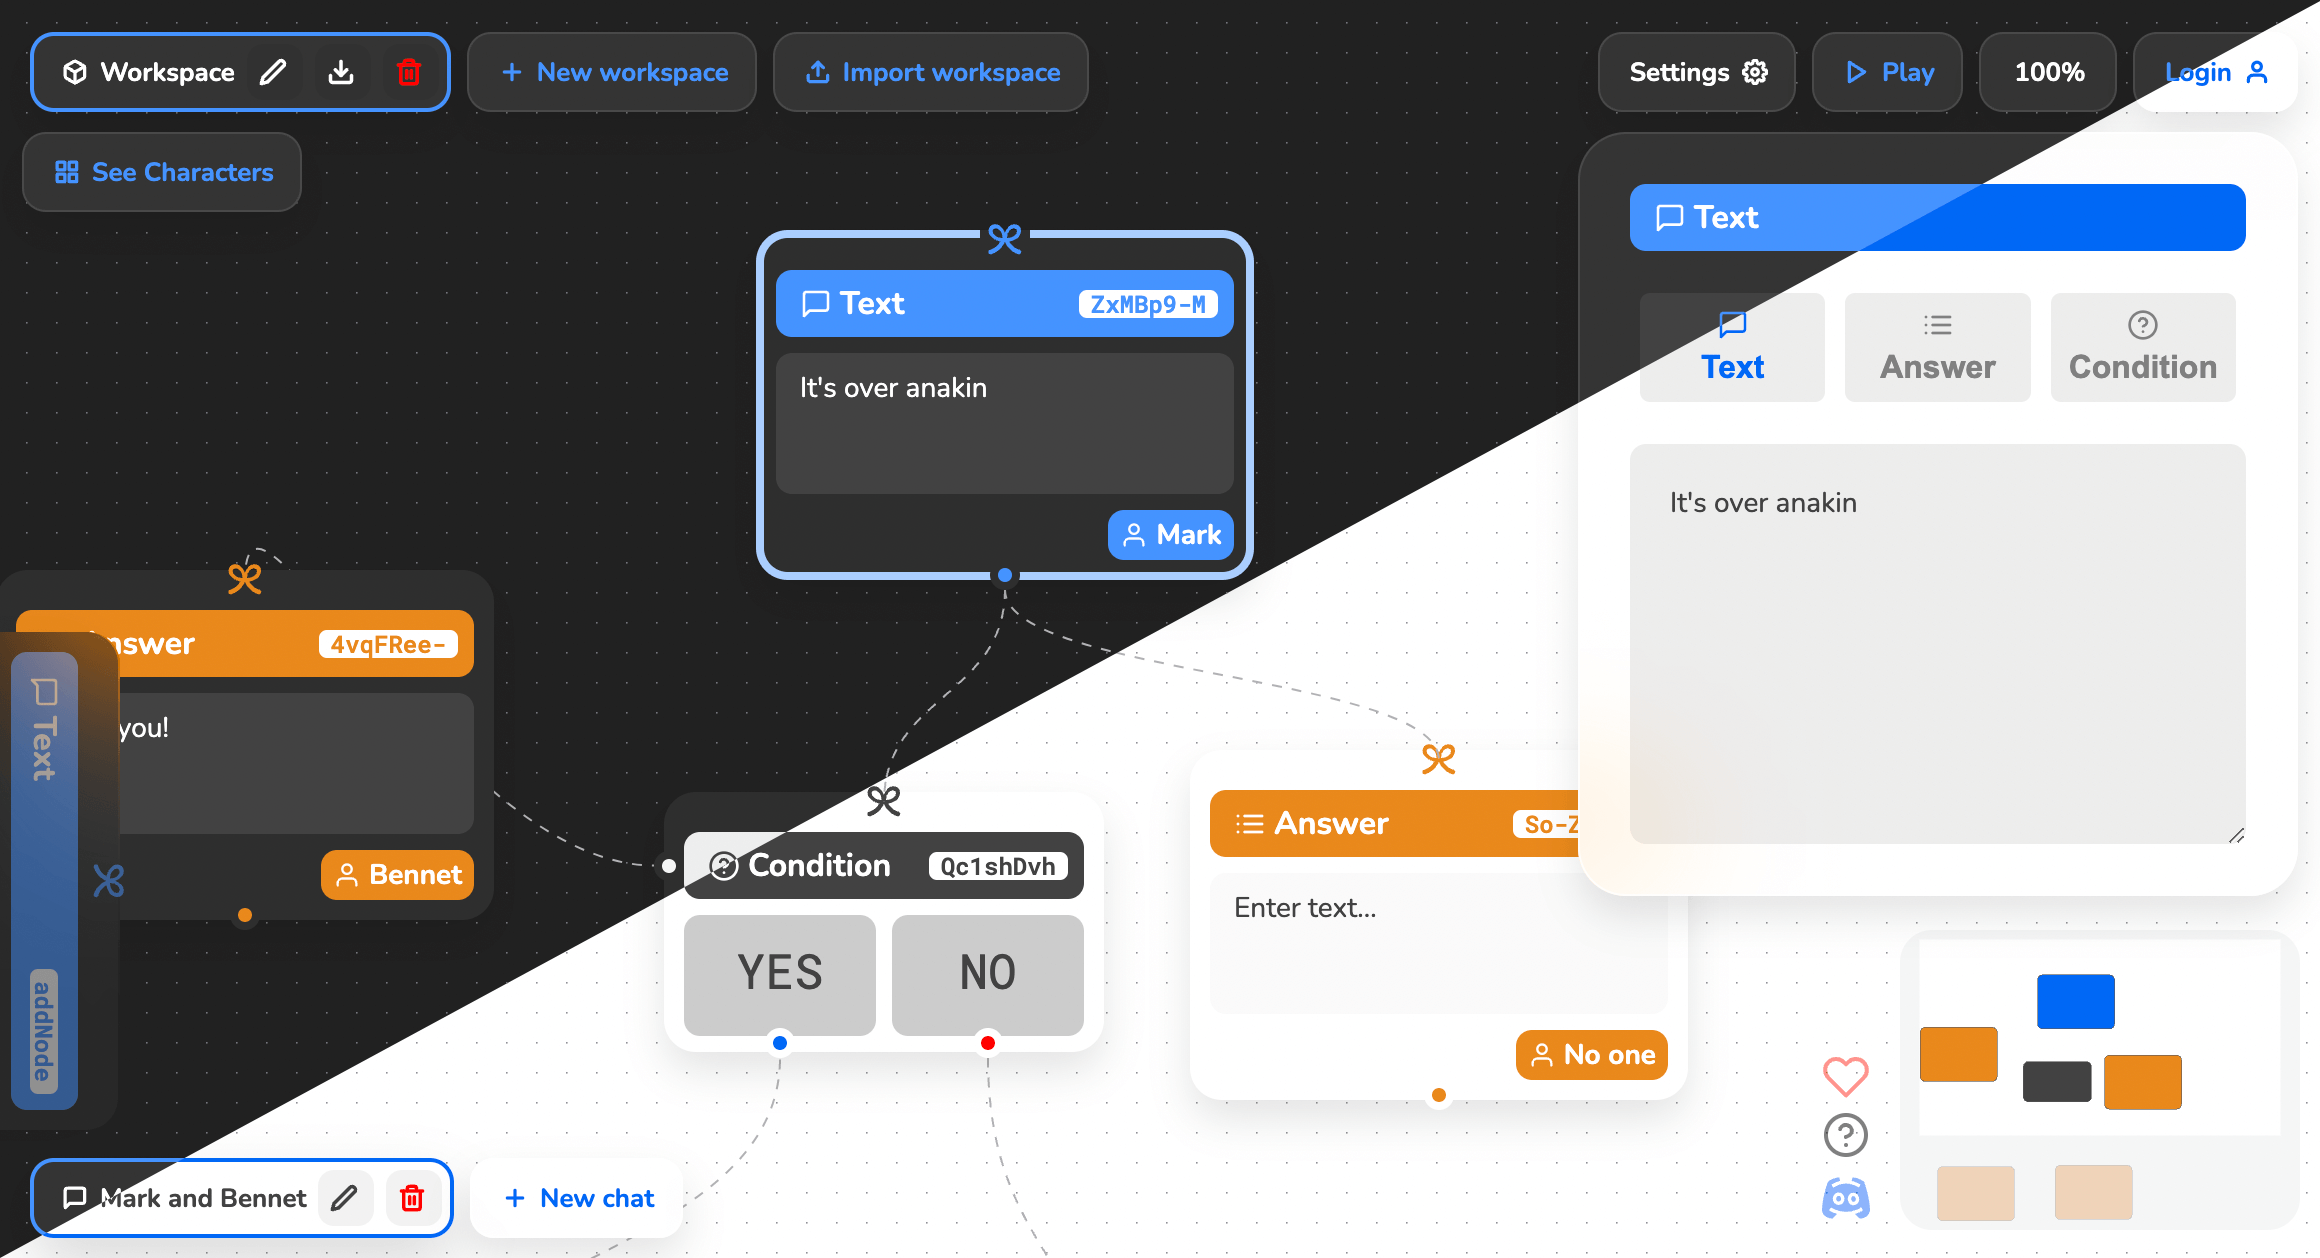 Workspace
New workspace
Import workspace
Settings
Play
100%
Login
See Characters
Text
Text
Answer
Condition
It's over anakin
Text
ZxMBp9-M
It's over anakin
Mark
nswer
4vqFRee-
you!
Bennet
Text
addNode
Condition
Qc1shDvh
YES
NO
Answer
So-Z
Enter text...
No one
Mark and Bennet
New chat